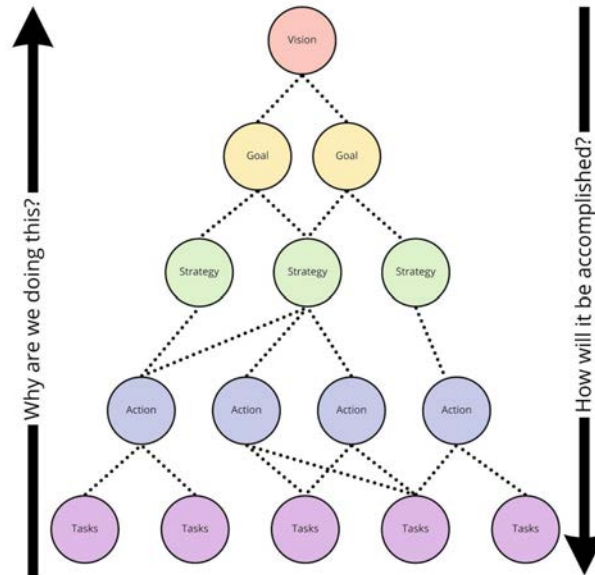 Vision
Goal
Goal
Strategy
Strategy
Strategy
Action
Action
Action
Action
Tasks
Tasks
Tasks
Tasks
Tasks
Why are we doing this?
How will it be accomplished?